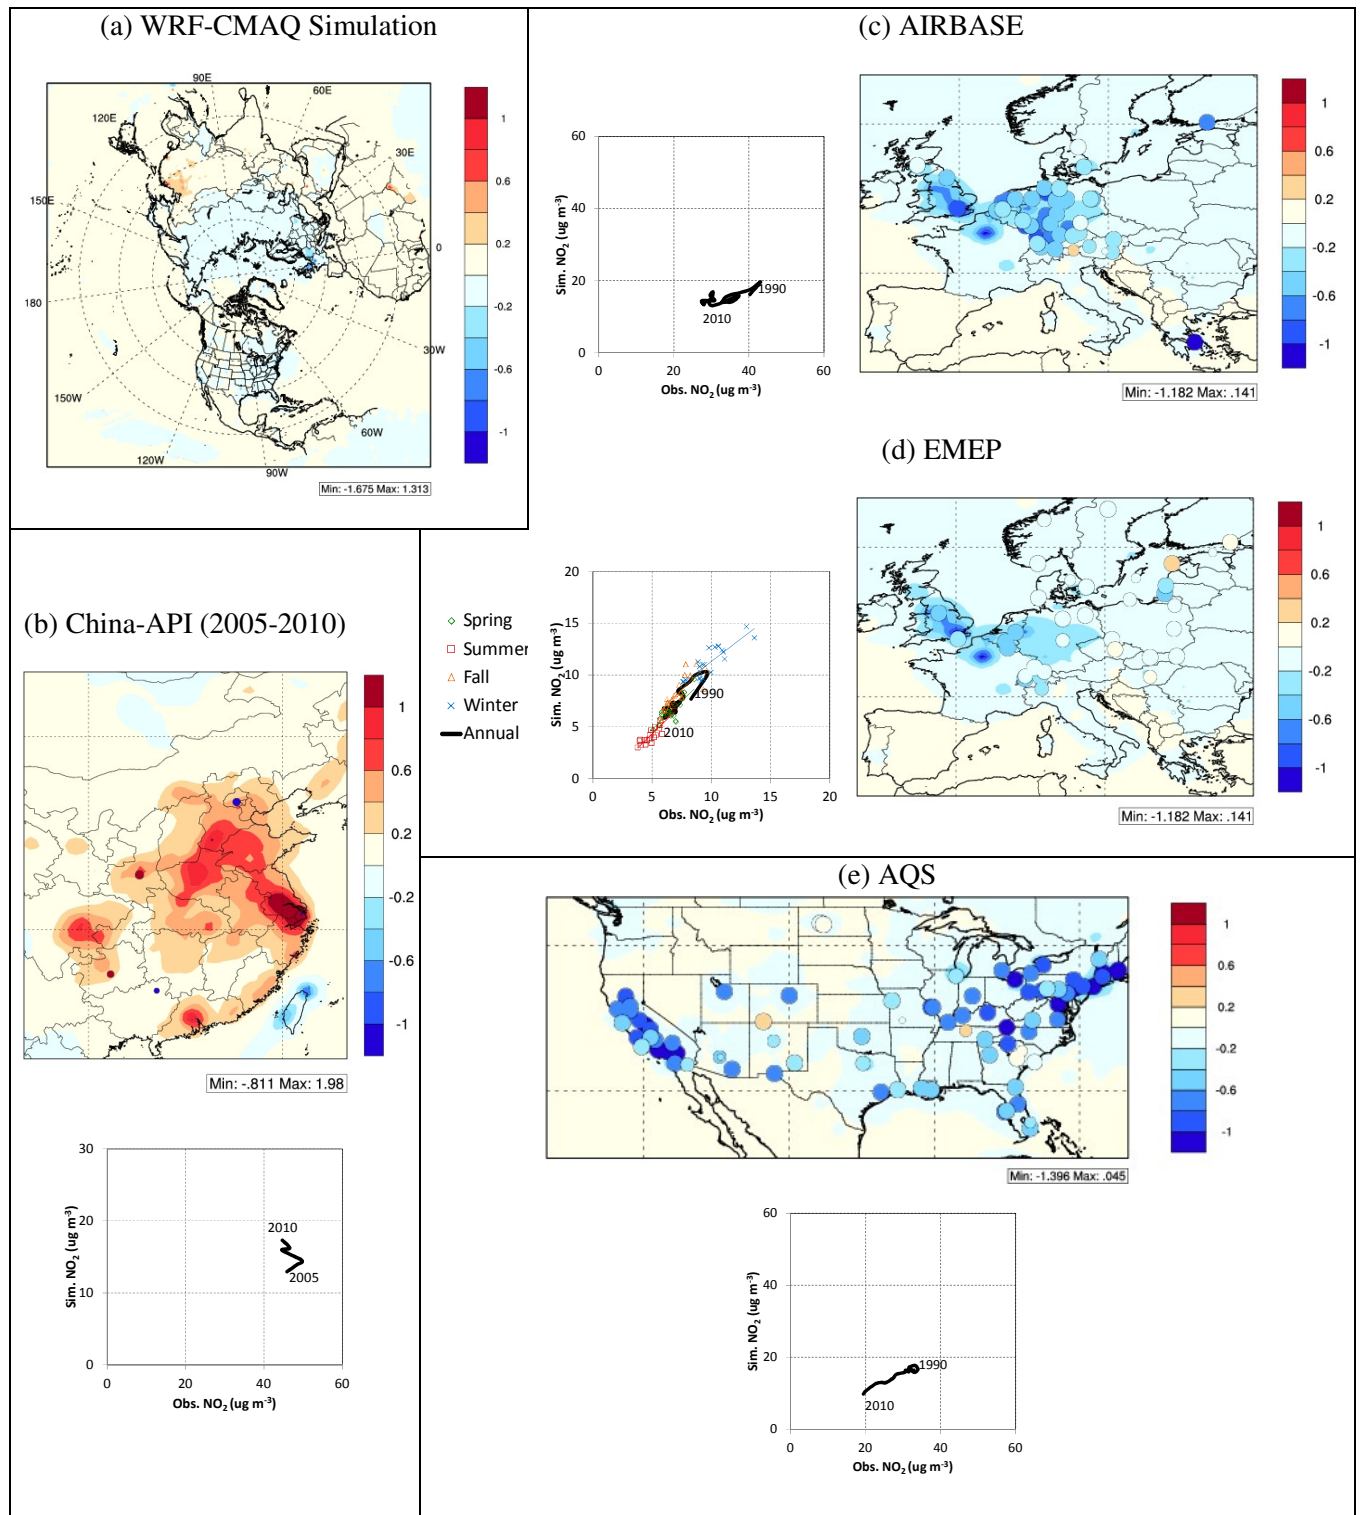 (a) WRF-CMAQ Simulation
90E
60E
120E
30E
150E
0
180
30W
150W
60W
120W
90W
1
0.6
0.2
-0.2
-0.6
-1
Min: -1.675 Max: 1.313
(c) AIRBASE
60
40
20
0
0 20 40 60
Sim. NO2 (ug m-3)
Obs. NO2 (ug m-3)
1990
2010
1
0.6
0.2
-0.2
-0.6
-1
Min: -1.182 Max: .141
(d) EMEP
Spring
Summer
Fall
Winter
Annual
20
15
10
5
0
0 5 10 15 20
Sim. NO2 (ug m-3)
Obs. NO2 (ug m-3)
1990
2010
1
0.6
0.2
-0.2
-0.6
-1
Min: -1.182 Max: .141
(b) China-API (2005-2010)
1
0.6
0.2
-0.2
-0.6
-1
Min: -.811 Max: 1.98
30
20
10
0
0 20 40 60
Sim. NO2 (ug m-3)
Obs. NO2 (ug m-3)
2010
2005
(e) AQS
1
0.6
0.2
-0.2
-0.6
-1
Min: -1.396 Max: .045
60
40
20
0
0 20 40 60
Sim. NO2 (ug m-3)
Obs. NO2 (ug m-3)
1990
2010